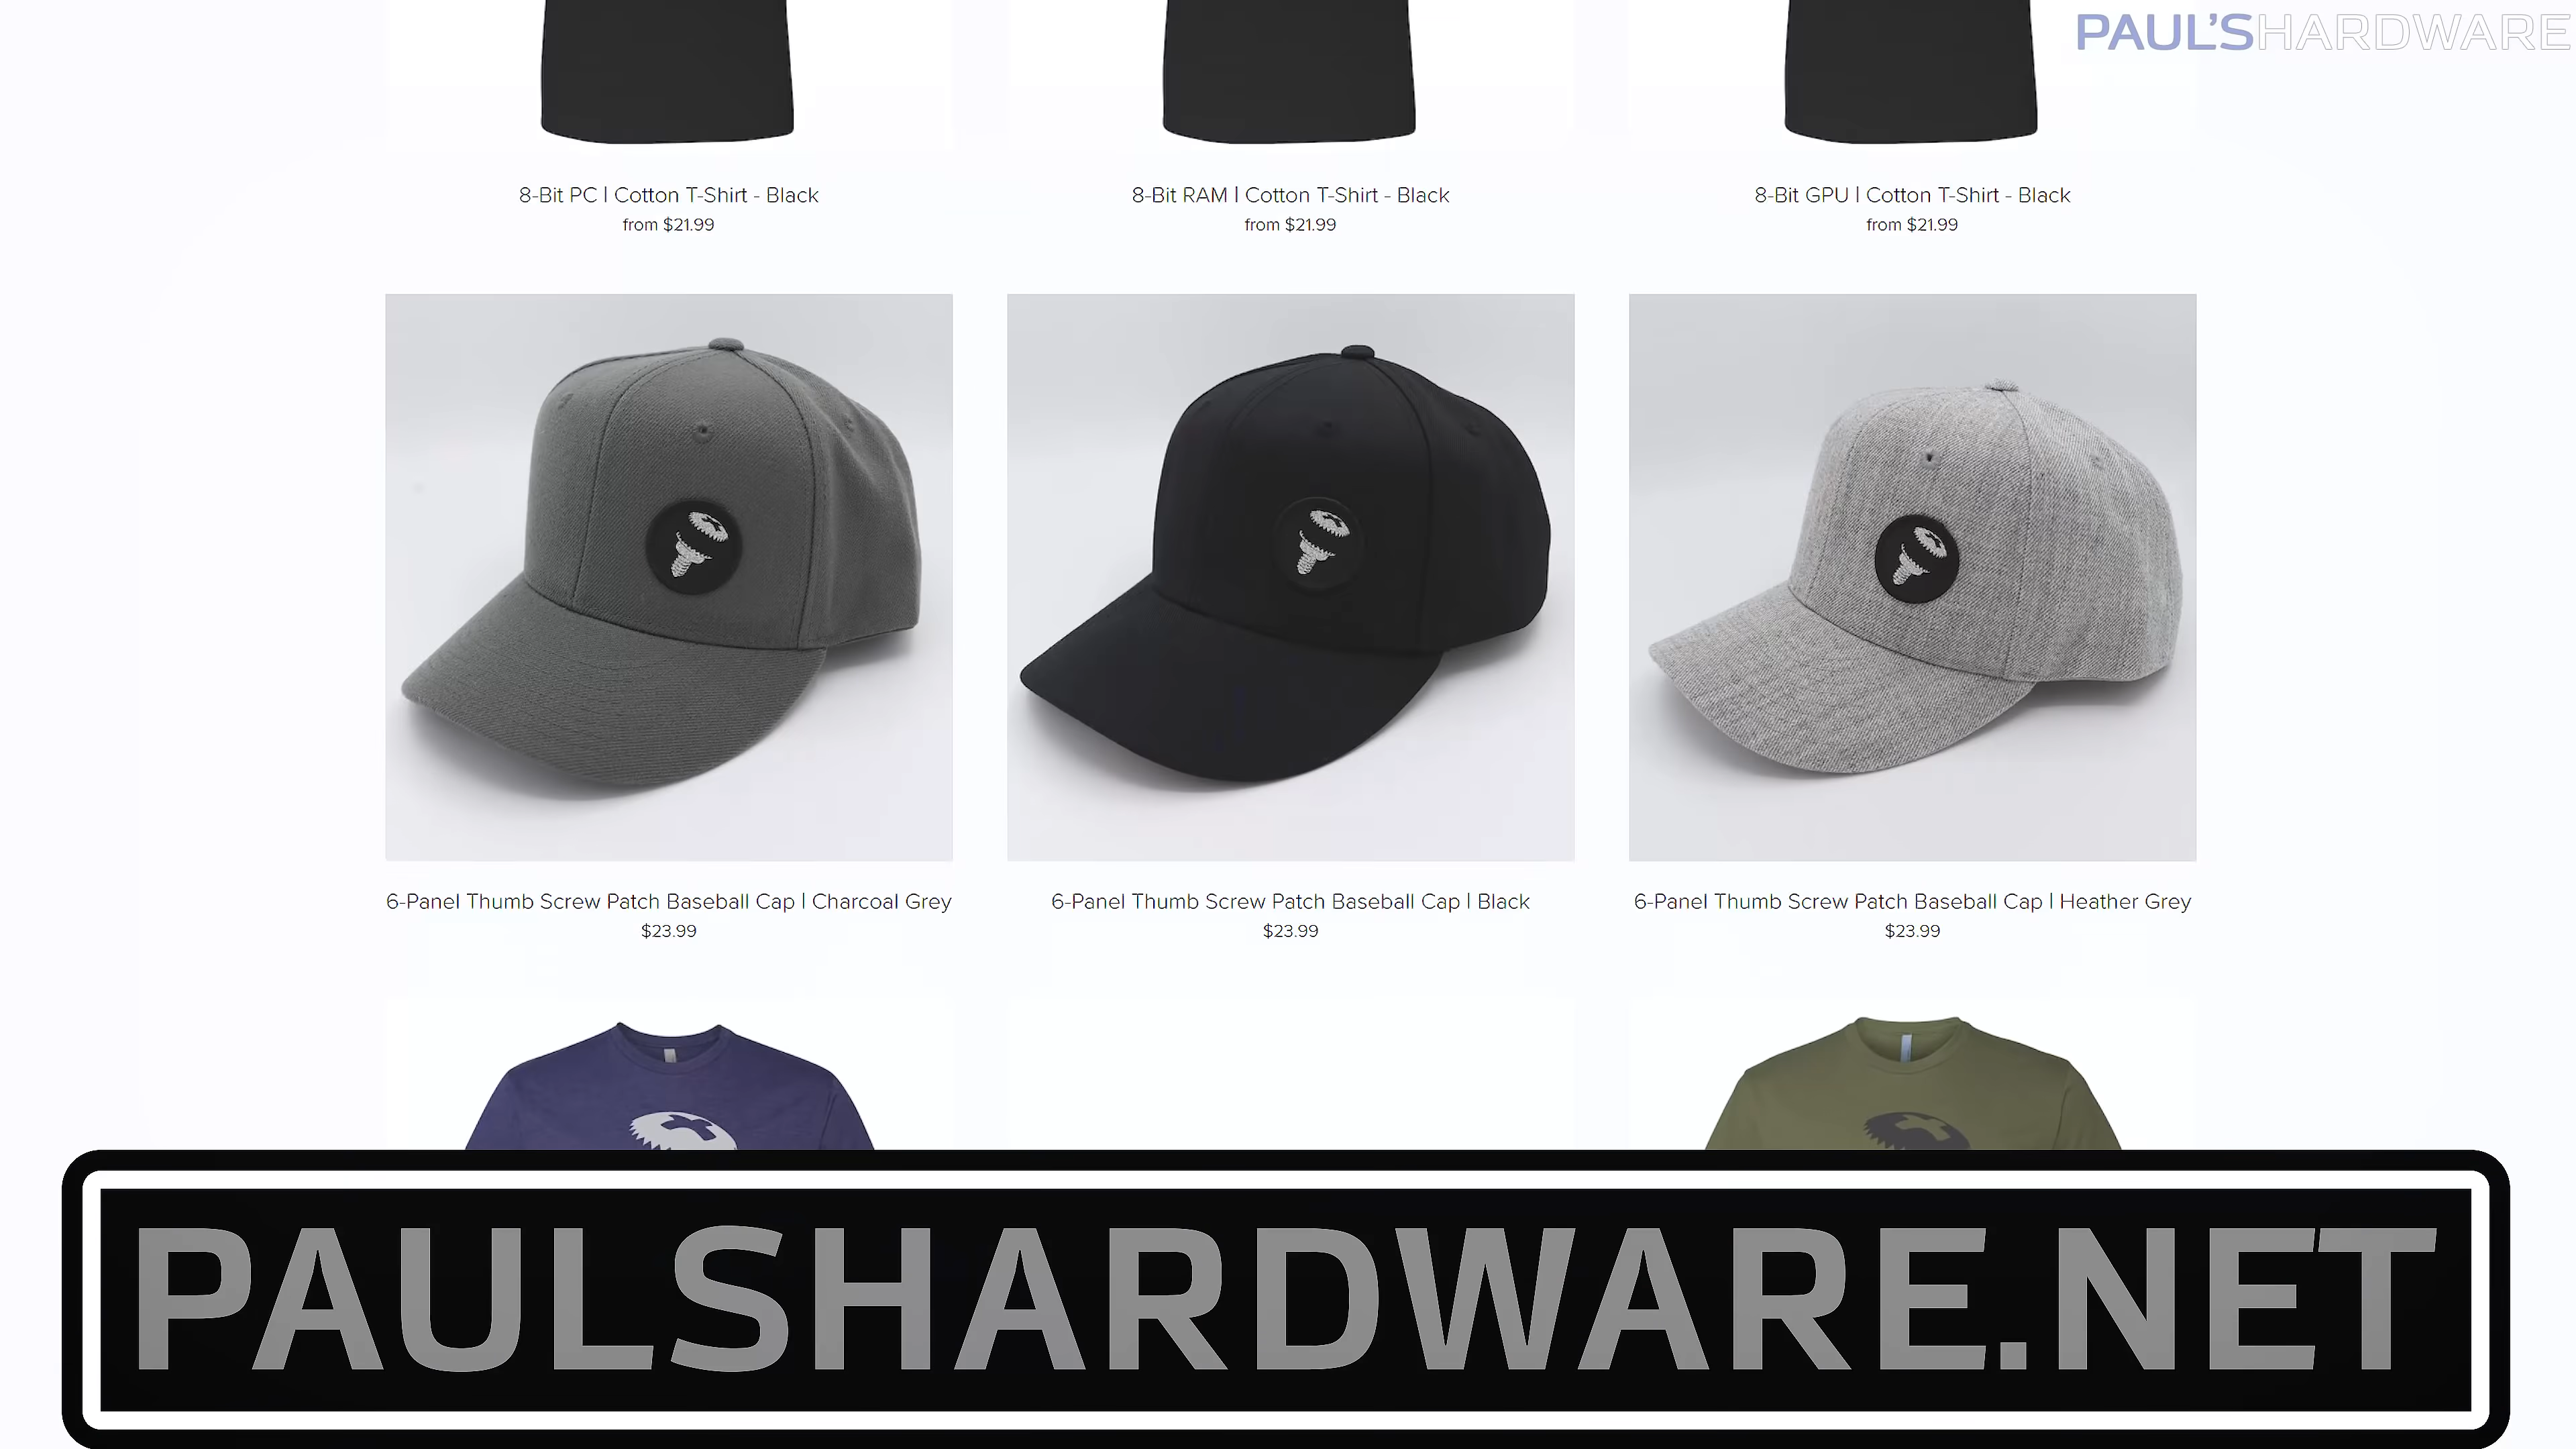 PAUL'SHARDWARE
8-Bit PC | Cotton T-Shirt - Black
from $21.99
8-Bit RAM | Cotton T-Shirt - Black
from $21.99
8-Bit GPU | Cotton T-Shirt - Black
from $21.99
6-Panel Thumb Screw Patch Baseball Cap | Charcoal Grey
$23.99
6-Panel Thumb Screw Patch Baseball Cap | Black
$23.99
6-Panel Thumb Screw Patch Baseball Cap | Heather Grey
$23.99
PAULSHARDWARE.NET